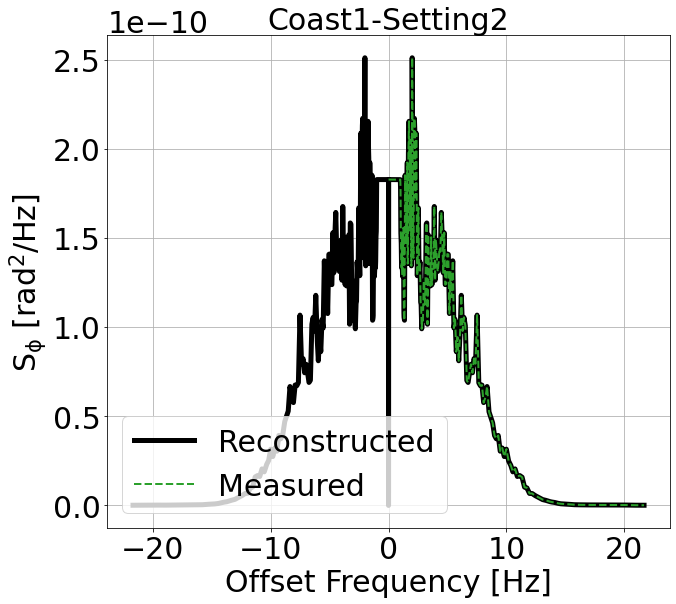 Coast1-Setting2
1e−10
2.5
2.0
1.5
1.0
0.5
0.0
S_ϕ [rad²/Hz]
Reconstructed
Measured
−20 −10 0 10 20
Offset Frequency [Hz]